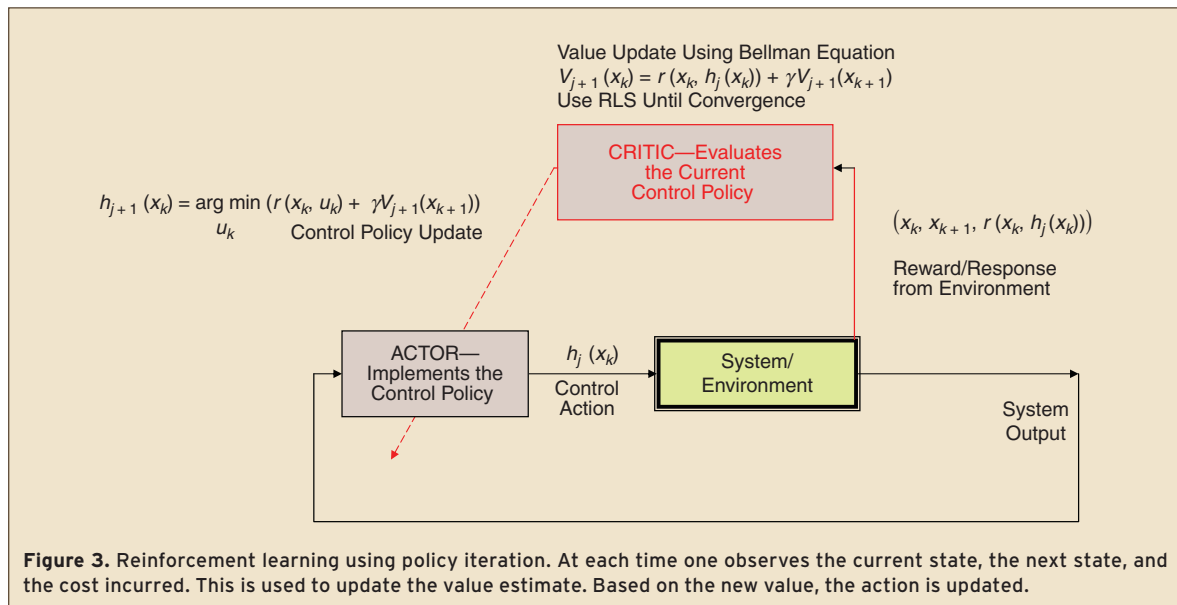 Value Update Using Bellman Equation
V_{j + 1} (x_k) = r (x_k, h_j (x_k)) + γV_{j + 1}(x_{k + 1})
Use RLS Until Convergence
CRITIC—Evaluates
the Current
Control Policy
h_{j + 1} (x_k) = arg min (r (x_k, u_k) + γV_{j + 1}(x_{k + 1}))
u_k Control Policy Update
(x_k, x_{k + 1}, r (x_k, h_j (x_k)))
Reward/Response
from Environment
ACTOR—
Implements the
Control Policy
h_j (x_k)
Control
Action
System/
Environment
System
Output
Figure 3. Reinforcement learning using policy iteration. At each time one observes the current state, the next state, and
the cost incurred. This is used to update the value estimate. Based on the new value, the action is updated.